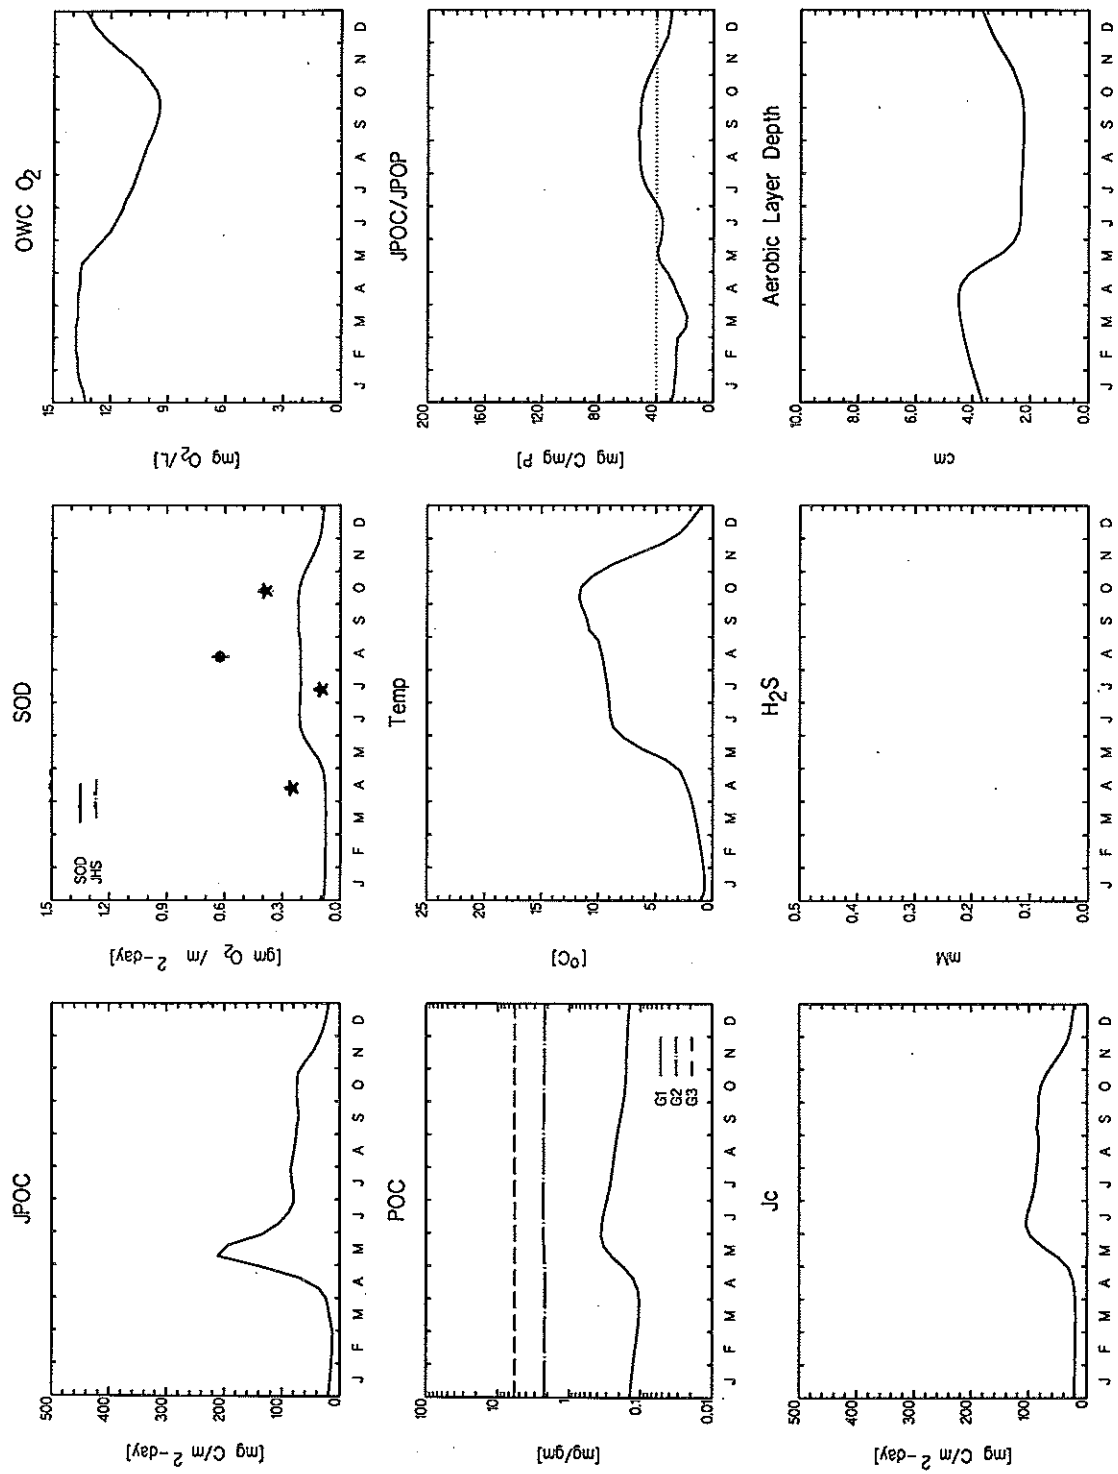 JPOC
[mg C/m 2-day]
500
400
300
200
100
0
J F M A M J J A S O N D
SOD
[gm O2 /m 2-day]
1.5
1.2
0.9
0.6
0.3
0.0
SOD
JHS
J F M A M J J A S O N D
OWC O2
[mg O2/L]
15
12
9
6
3
0
J F M A M J J A S O N D
POC
[mg/gm]
100
10
1
0.1
0.01
G1
G2
G3
J F M A M J J A S O N D
Temp
[oC]
25
20
15
10
5
0
J F M A M J J A S O N D
JPOC/JPOP
[mg C/mg P]
200
160
120
80
40
0
J F M A M J J A S O N D
Jc
[mg C/m 2-day]
500
400
300
200
100
0
J F M A M J J A S O N D
H2S
mM
0.5
0.4
0.3
0.2
0.1
0.0
J F M A M J J A S O N D
Aerobic Layer Depth
cm
10.0
8.0
6.0
4.0
2.0
0.0
J F M A M J J A S O N D